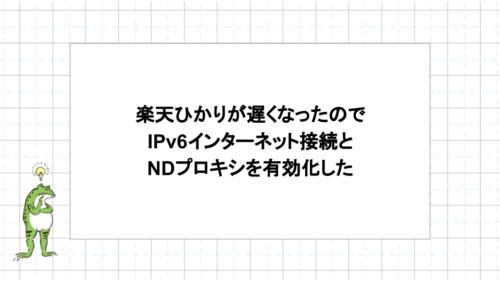 楽天ひかりが遅くなったので
IPv6インターネット接続と
NDプロキシを有効化した